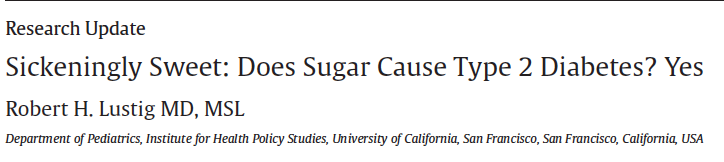 Research Update
Sickeningly Sweet: Does Sugar Cause Type 2 Diabetes? Yes
Robert H. Lustig MD, MSL
Department of Pediatrics, Institute for Health Policy Studies, University of California, San Francisco, San Francisco, California, USA